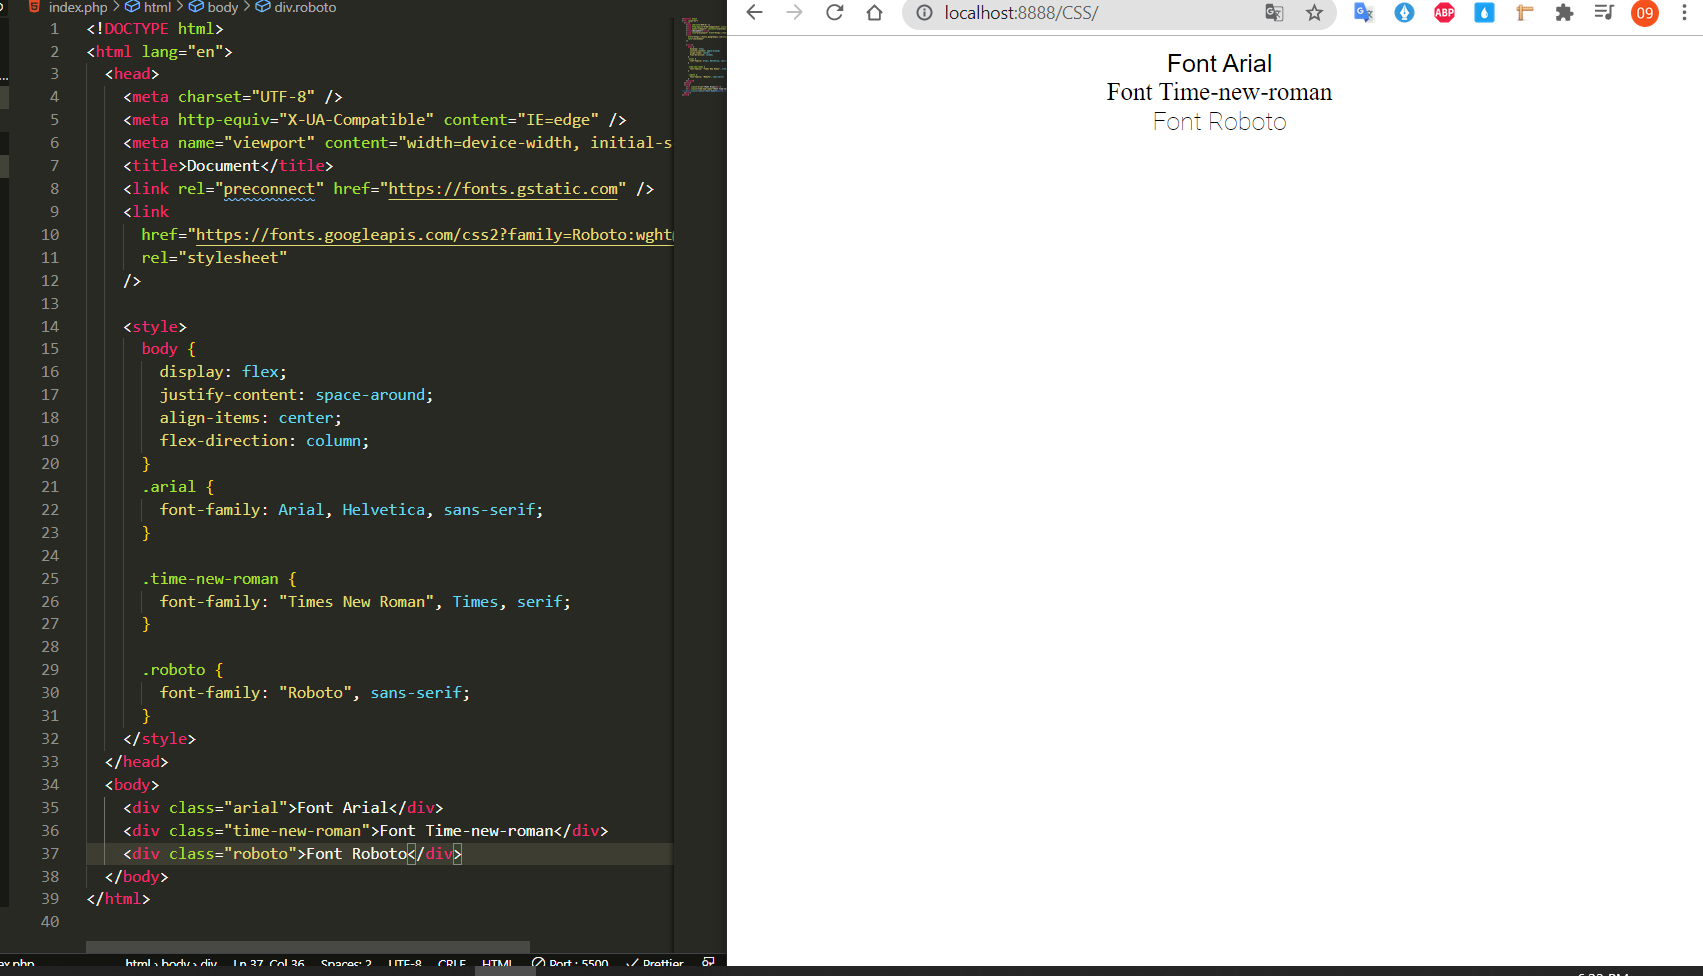 index.php > html > body > div.roboto
1 <!DOCTYPE html>
2 <html lang="en">
3 <head>
4 <meta charset="UTF-8" />
5 <meta http-equiv="X-UA-Compatible" content="IE=edge" />
6 <meta name="viewport" content="width=device-width, initial-s
7 <title>Document</title>
8 <link rel="preconnect" href="https://fonts.gstatic.com" />
9 <link
10 href="https://fonts.googleapis.com/css2?family=Roboto:wght
11 rel="stylesheet"
12 />
13
14 <style>
15 body {
16 display: flex;
17 justify-content: space-around;
18 align-items: center;
19 flex-direction: column;
20 }
21 .arial {
22 font-family: Arial, Helvetica, sans-serif;
23 }
24
25 .time-new-roman {
26 font-family: "Times New Roman", Times, serif;
27 }
28
29 .roboto {
30 font-family: "Roboto", sans-serif;
31 }
32 </style>
33 </head>
34 <body>
35 <div class="arial">Font Arial</div>
36 <div class="time-new-roman">Font Time-new-roman</div>
37 <div class="roboto">Font Roboto</div>
38 </body>
39 </html>
40
html > body > div Ln 37, Col 36 Spaces: 2 UTF-8 CRLF HTML Port : 5500 Prettier
localhost:8888/CSS/
ABP
09
Font Arial
Font Time-new-roman
Font Roboto